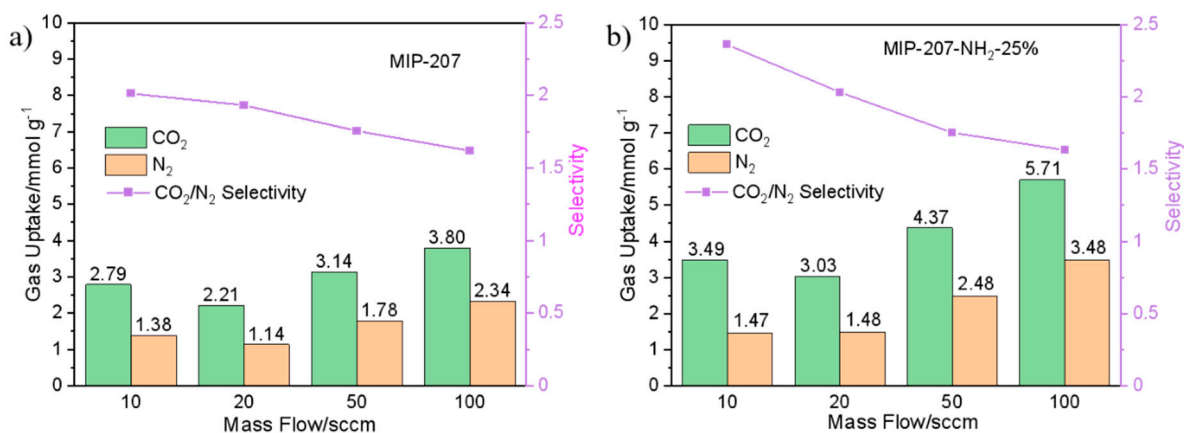 a)
MIP-207
CO₂
N₂
CO₂/N₂ Selectivity
Gas Uptake/mmol g⁻¹
10
9
8
7
6
5
4
3
2
1
0
2.79
1.38
2.21
1.14
3.14
1.78
3.80
2.34
10 20 50 100
Mass Flow/sccm
2.5
2
1.5
1
0.5
0
Selectivity
b)
MIP-207-NH₂-25%
CO₂
N₂
CO₂/N₂ Selectivity
Gas Uptake/mmol g⁻¹
10
9
8
7
6
5
4
3
2
1
0
3.49
1.47
3.03
1.48
4.37
2.48
5.71
3.48
10 20 50 100
Mass Flow/sccm
2.5
2
1.5
1
0.5
0
Selectivity